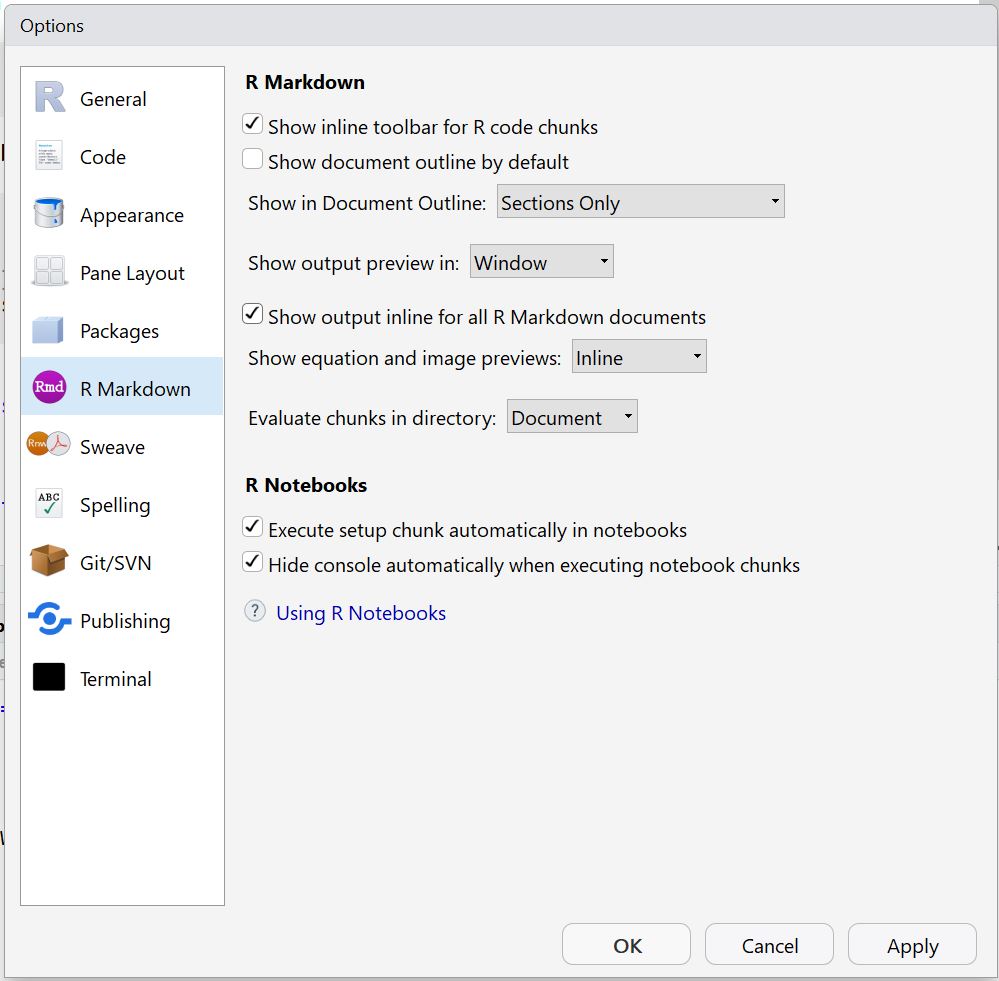 Options
General
Code
Appearance
Pane Layout
Packages
Rmd R Markdown
Rnw Sweave
ABC Spelling
Git/SVN
Publishing
Terminal
R Markdown
Show inline toolbar for R code chunks
Show document outline by default
Show in Document Outline: Sections Only
Show output preview in: Window
Show output inline for all R Markdown documents
Show equation and image previews: Inline
Evaluate chunks in directory: Document
R Notebooks
Execute setup chunk automatically in notebooks
Hide console automatically when executing notebook chunks
? Using R Notebooks
OK Cancel Apply